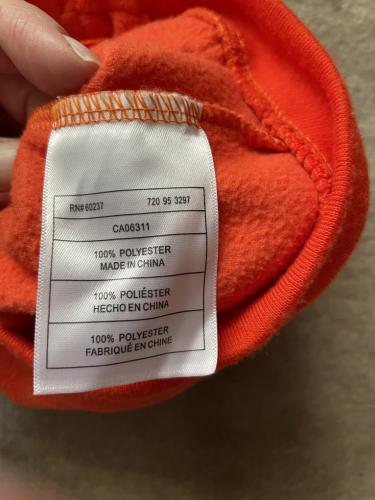 RN# 60237 720 95 3297
CA06311
100% POLYESTER
MADE IN CHINA
100% POLIÉSTER
HECHO EN CHINA
100% POLYESTER
FABRIQUÉ EN CHINE